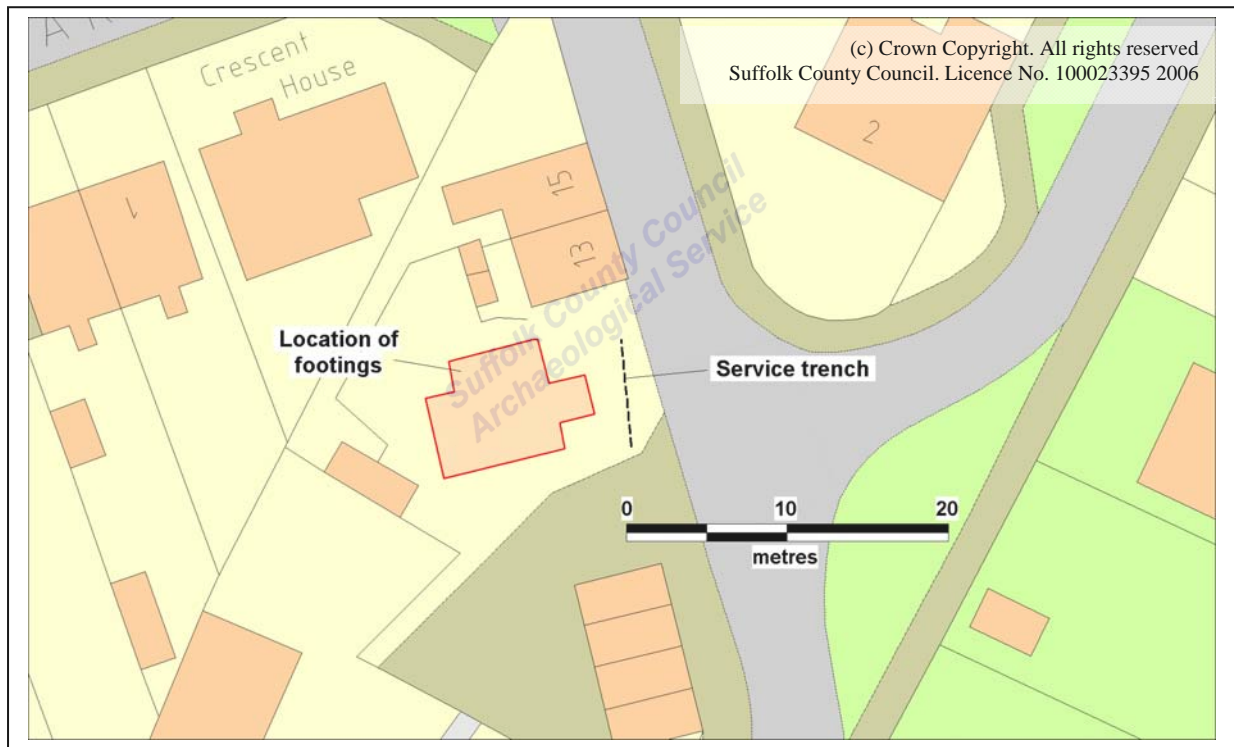 (c) Crown Copyright. All rights reserved
Suffolk County Council. Licence No. 100023395 2006
Crescent
House
1
2
15
13
Suffolk County Council
Archaeological Service
Location of
footings
Service trench
0 10 20
metres